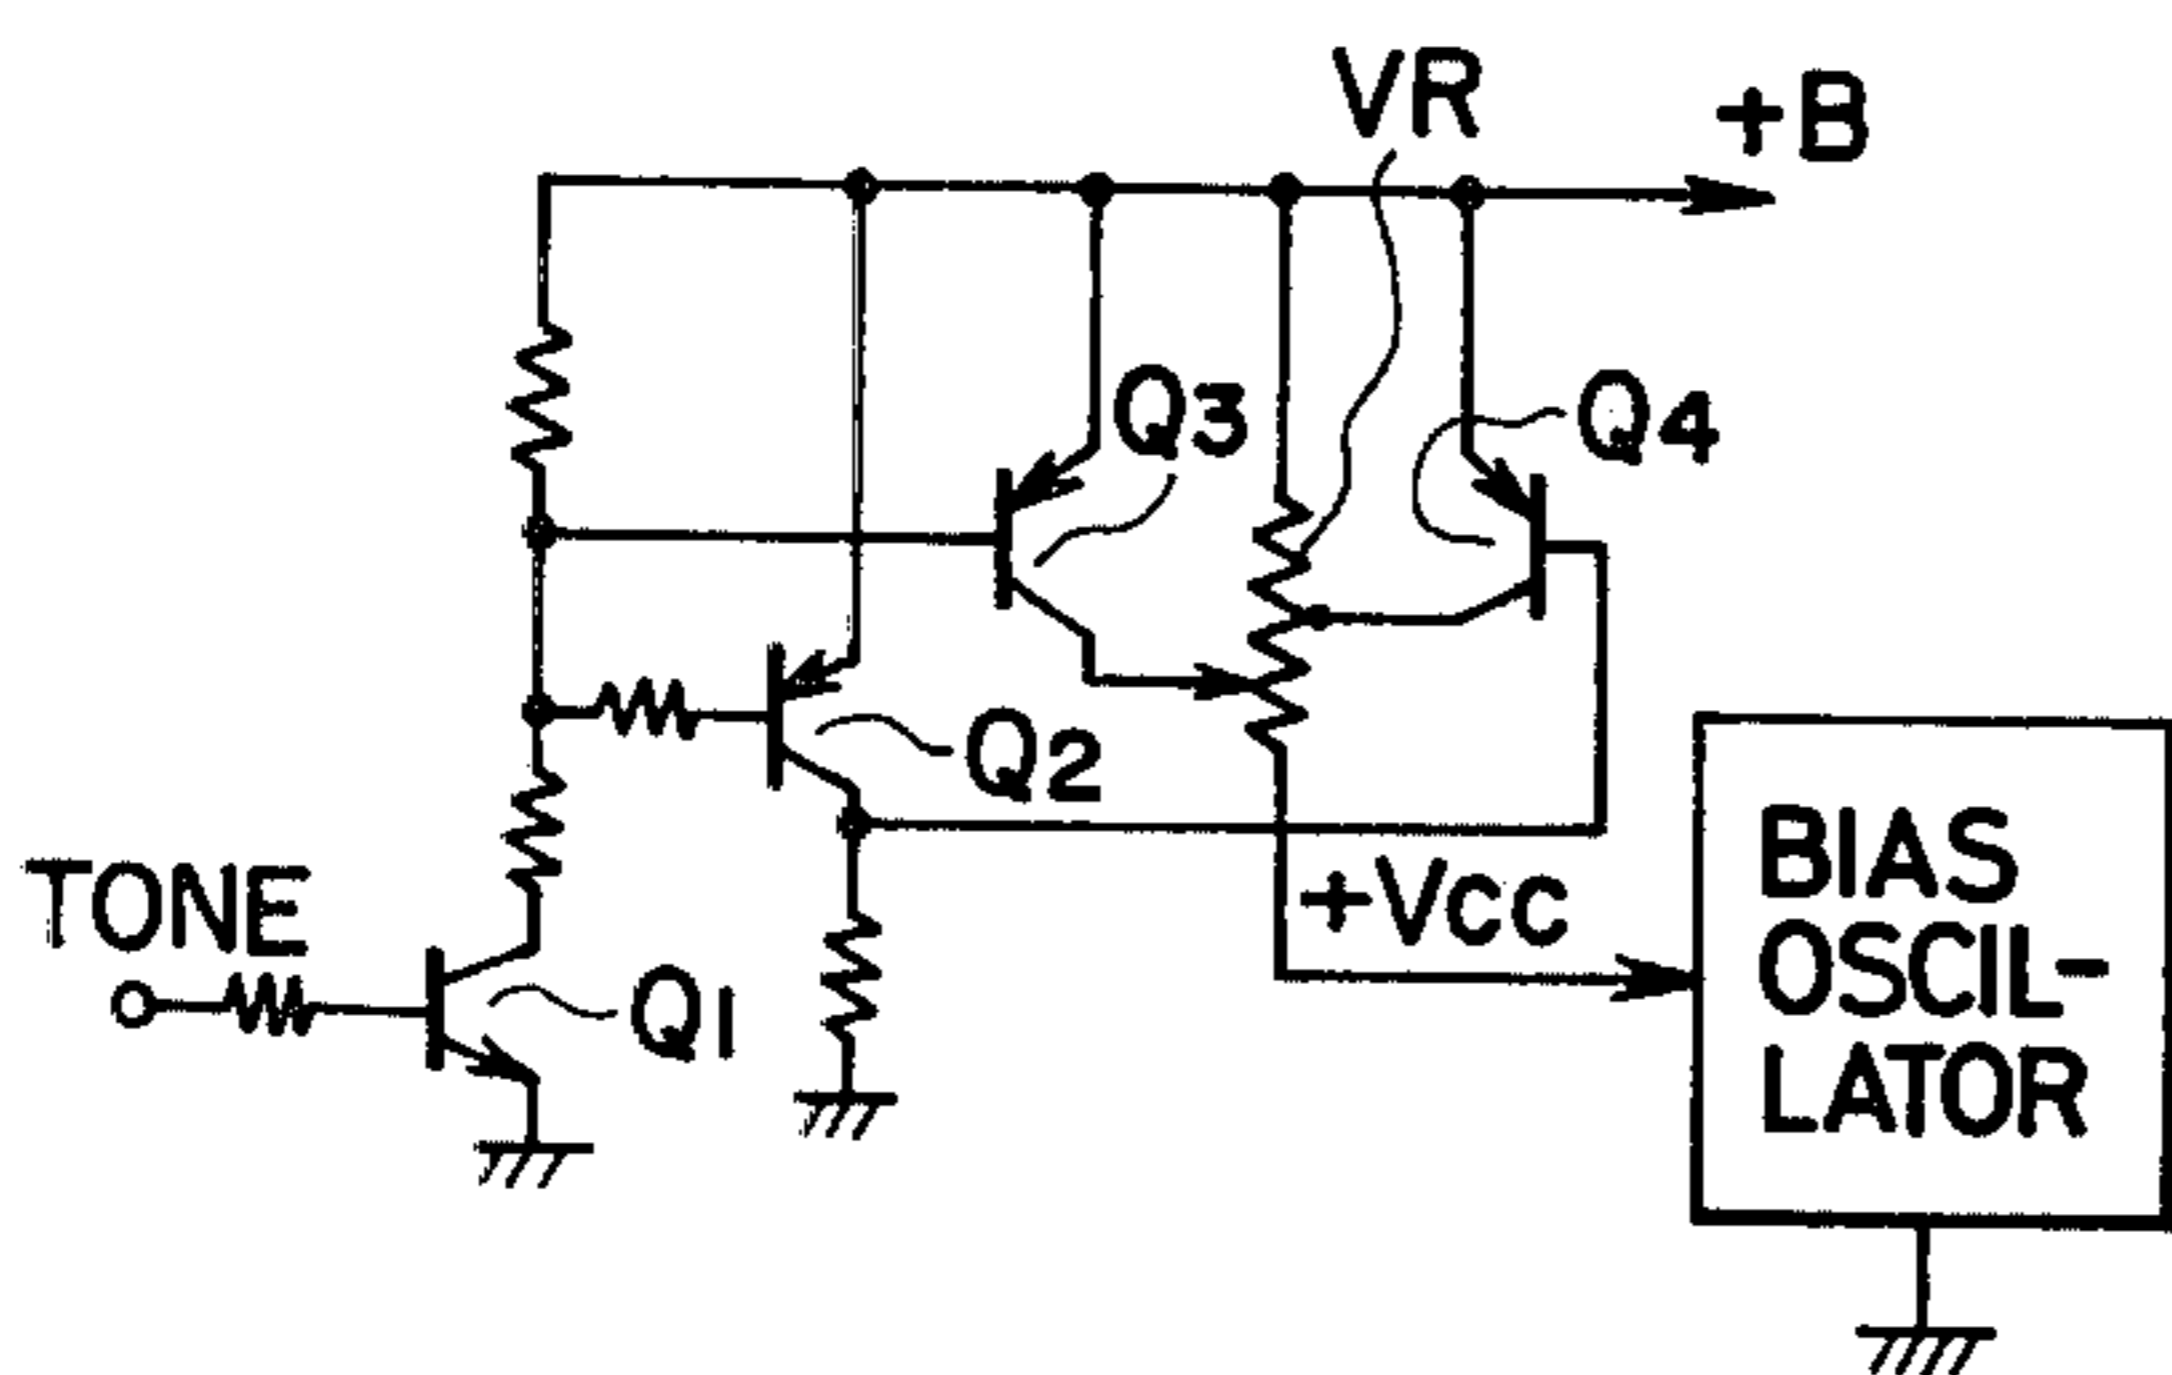 VR
+B
Q3
Q4
Q2
TONE
Q1
+Vcc
BIAS
OSCIL-
LATOR